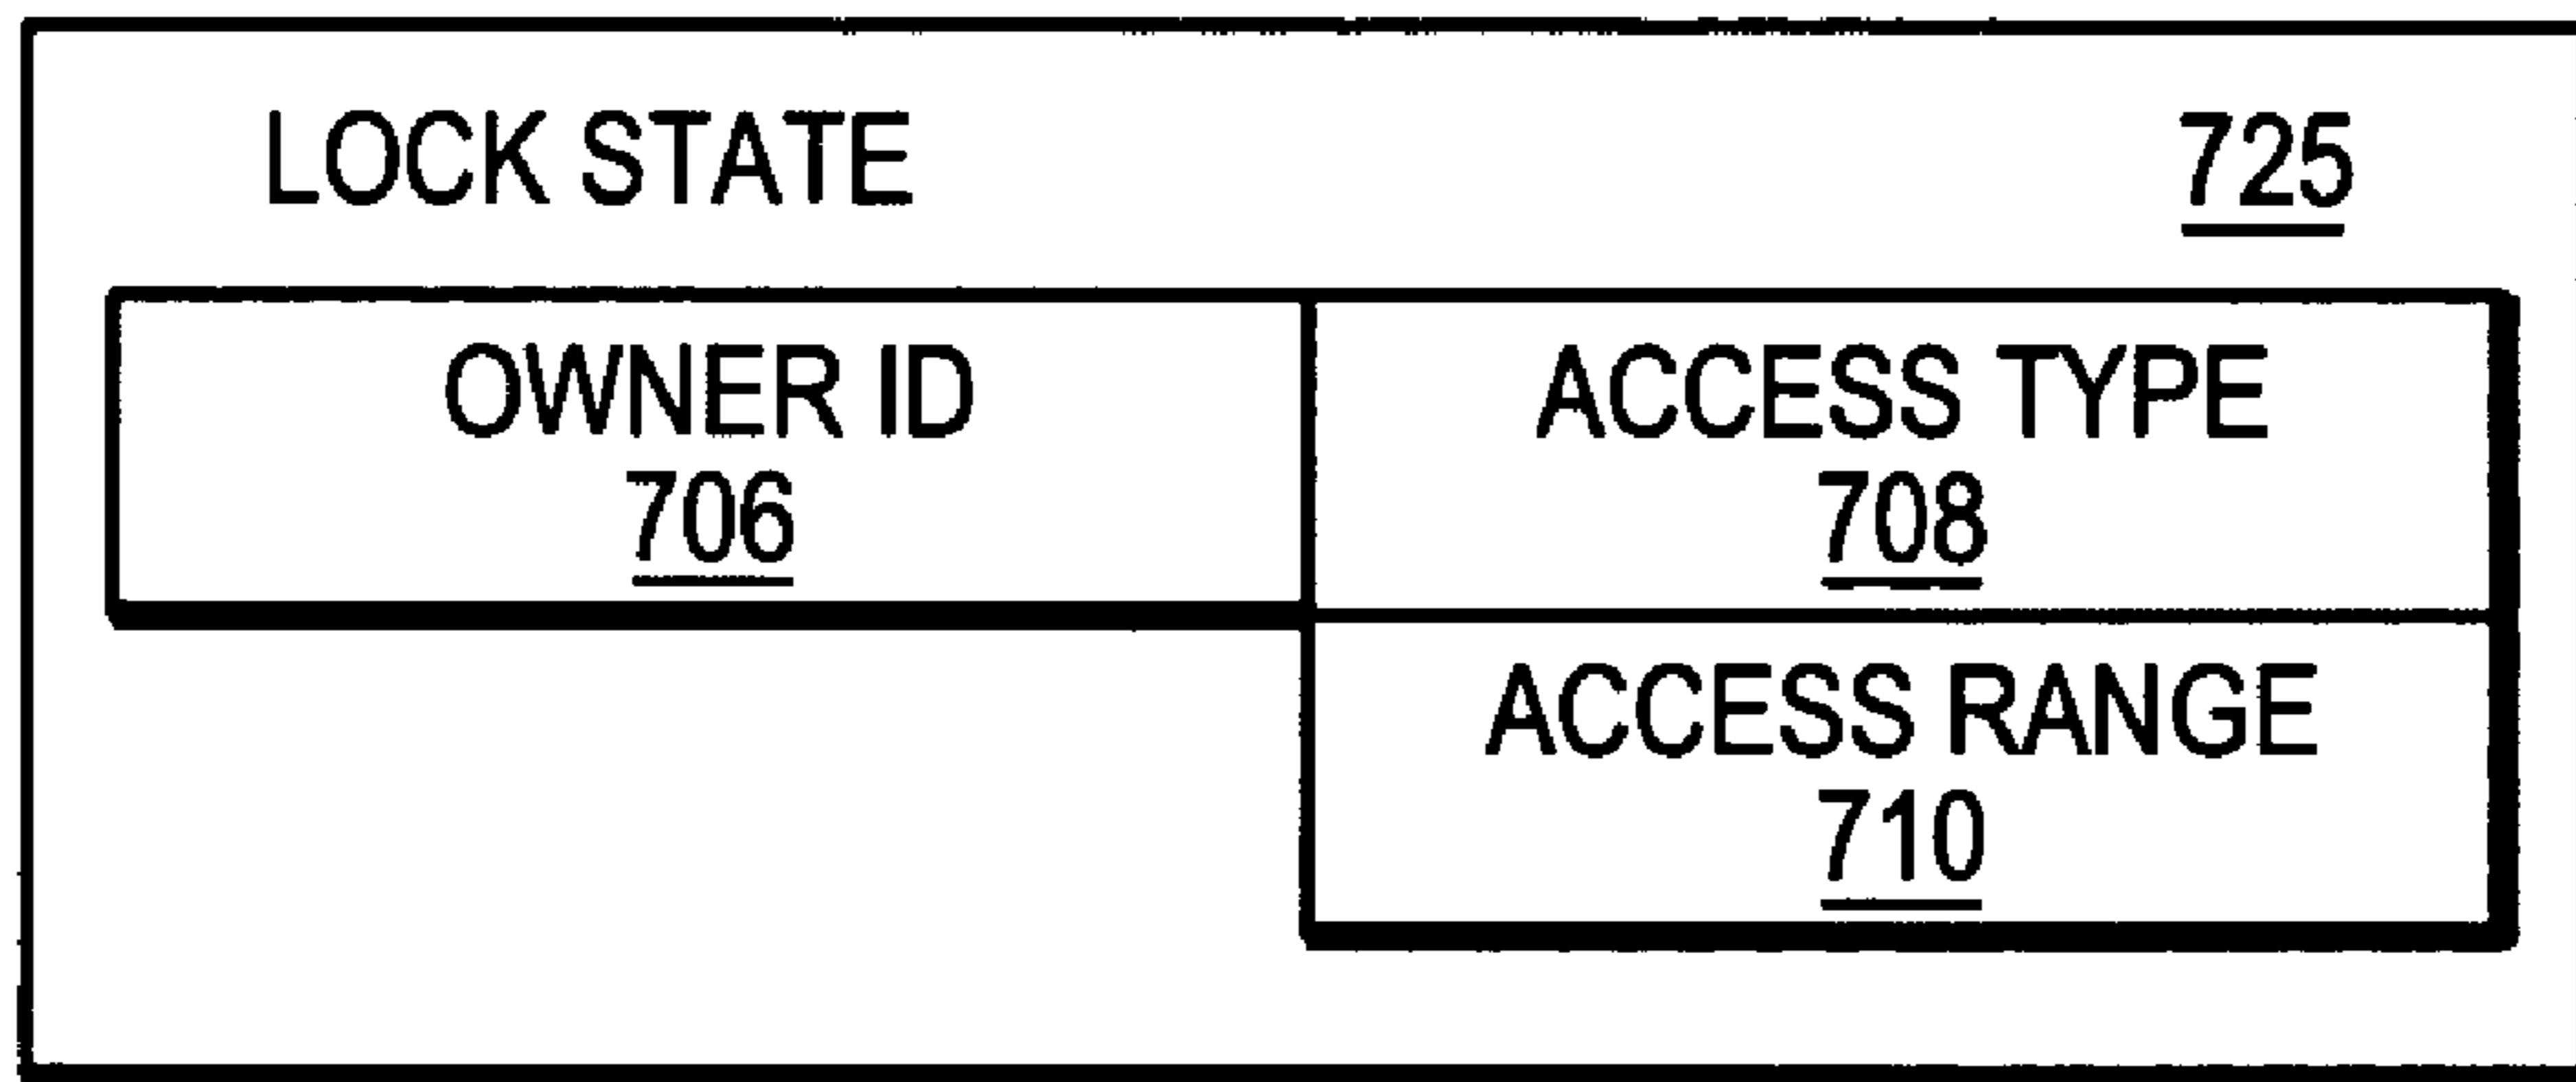 LOCK STATE 725
OWNER ID
706
ACCESS TYPE
708
ACCESS RANGE
710